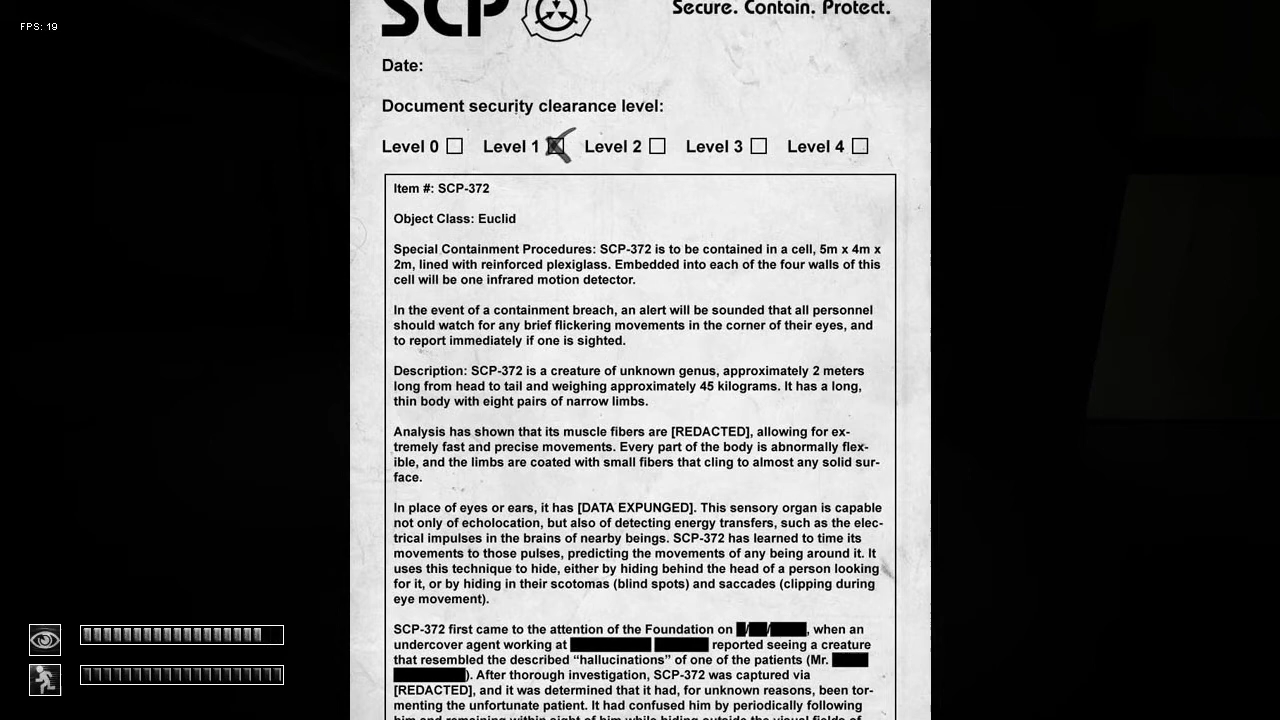 FPS: 19
SCP
Secure. Contain. Protect.
Date:
Document security clearance level:
Level 0 Level 1 Level 2 Level 3 Level 4
Item #: SCP-372
Object Class: Euclid
Special Containment Procedures: SCP-372 is to be contained in a cell, 5m x 4m x
2m, lined with reinforced plexiglass. Embedded into each of the four walls of this
cell will be one infrared motion detector.
In the event of a containment breach, an alert will be sounded that all personnel
should watch for any brief flickering movements in the corner of their eyes, and
to report immediately if one is sighted.
Description: SCP-372 is a creature of unknown genus, approximately 2 meters
long from head to tail and weighing approximately 45 kilograms. It has a long,
thin body with eight pairs of narrow limbs.
Analysis has shown that its muscle fibers are [REDACTED], allowing for ex-
tremely fast and precise movements. Every part of the body is abnormally flex-
ible, and the limbs are coated with small fibers that cling to almost any solid sur-
face.
In place of eyes or ears, it has [DATA EXPUNGED]. This sensory organ is capable
not only of echolocation, but also of detecting energy transfers, such as the elec-
trical impulses in the brains of nearby beings. SCP-372 has learned to time its
movements to those pulses, predicting the movements of any being around it. It
uses this technique to hide, either by hiding behind the head of a person looking
for it, or by hiding in their scotomas (blind spots) and saccades (clipping during
eye movement).
SCP-372 first came to the attention of the Foundation on / / , when an
undercover agent working at reported seeing a creature
that resembled the described “hallucinations” of one of the patients (Mr.
). After thorough investigation, SCP-372 was captured via
[REDACTED], and it was determined that it had, for unknown reasons, been tor-
menting the unfortunate patient. It had confused him by periodically following
him and remaining within sight of him while hiding outside the visual fields of